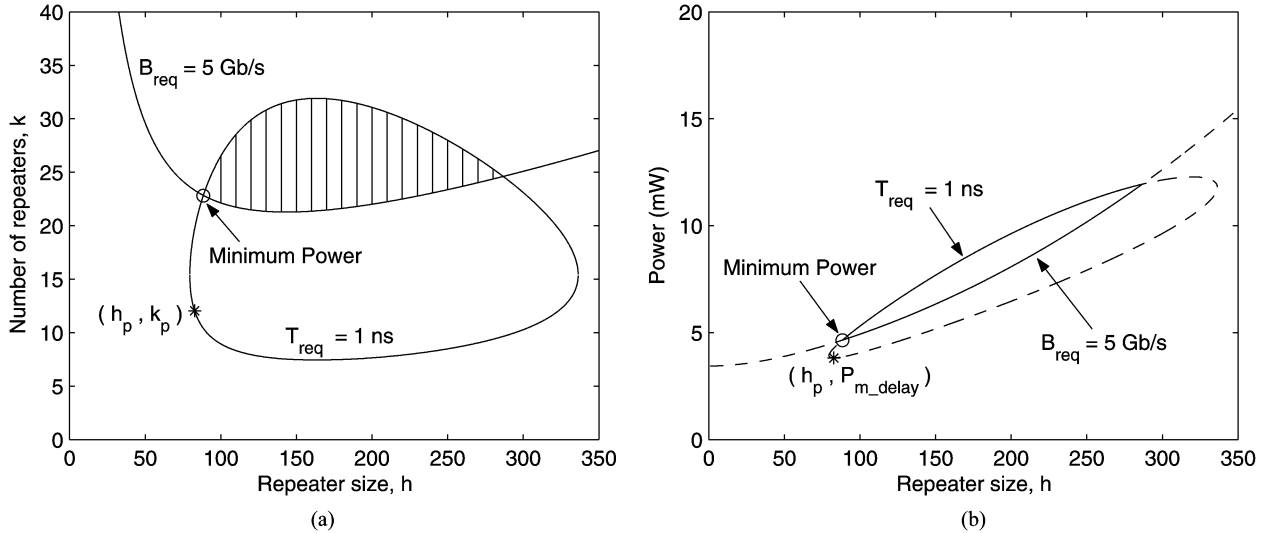 40
35
30
25
20
15
10
5
0
0 50 100 150 200 250 300 350
Number of repeaters, k
Repeater size, h
B_req = 5 Gb/s
Minimum Power
( h_p , k_p )
T_req = 1 ns
(a)
20
15
10
5
0
0 50 100 150 200 250 300 350
Power (mW)
Repeater size, h
T_req = 1 ns
Minimum Power
B_req = 5 Gb/s
( h_p , P_m_delay )
(b)